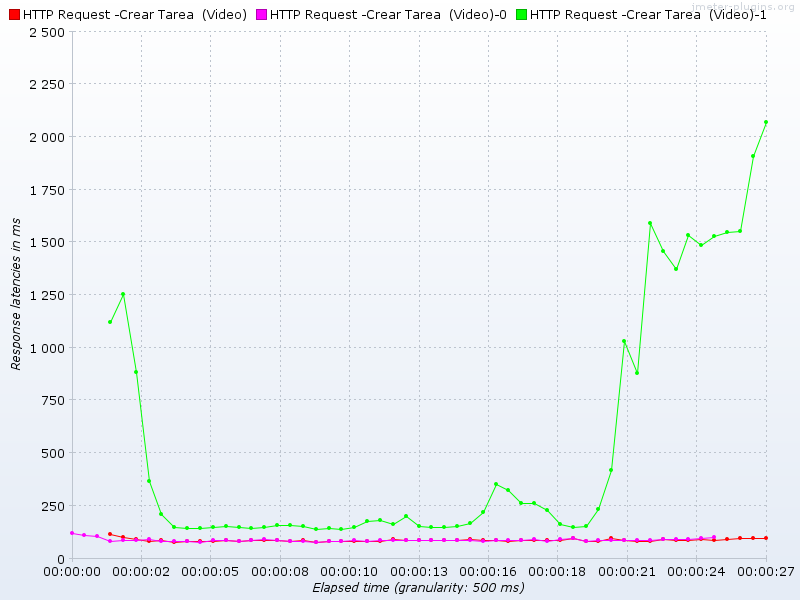 jmeter-plugins.org
HTTP Request -Crear Tarea (Video) HTTP Request -Crear Tarea (Video)-0 HTTP Request -Crear Tarea (Video)-1
2 500
2 250
2 000
1 750
1 500
1 250
1 000
750
500
250
0
Response latencies in ms
00:00:00 00:00:02 00:00:05 00:00:08 00:00:10 00:00:13 00:00:16 00:00:18 00:00:21 00:00:24 00:00:27
Elapsed time (granularity: 500 ms)